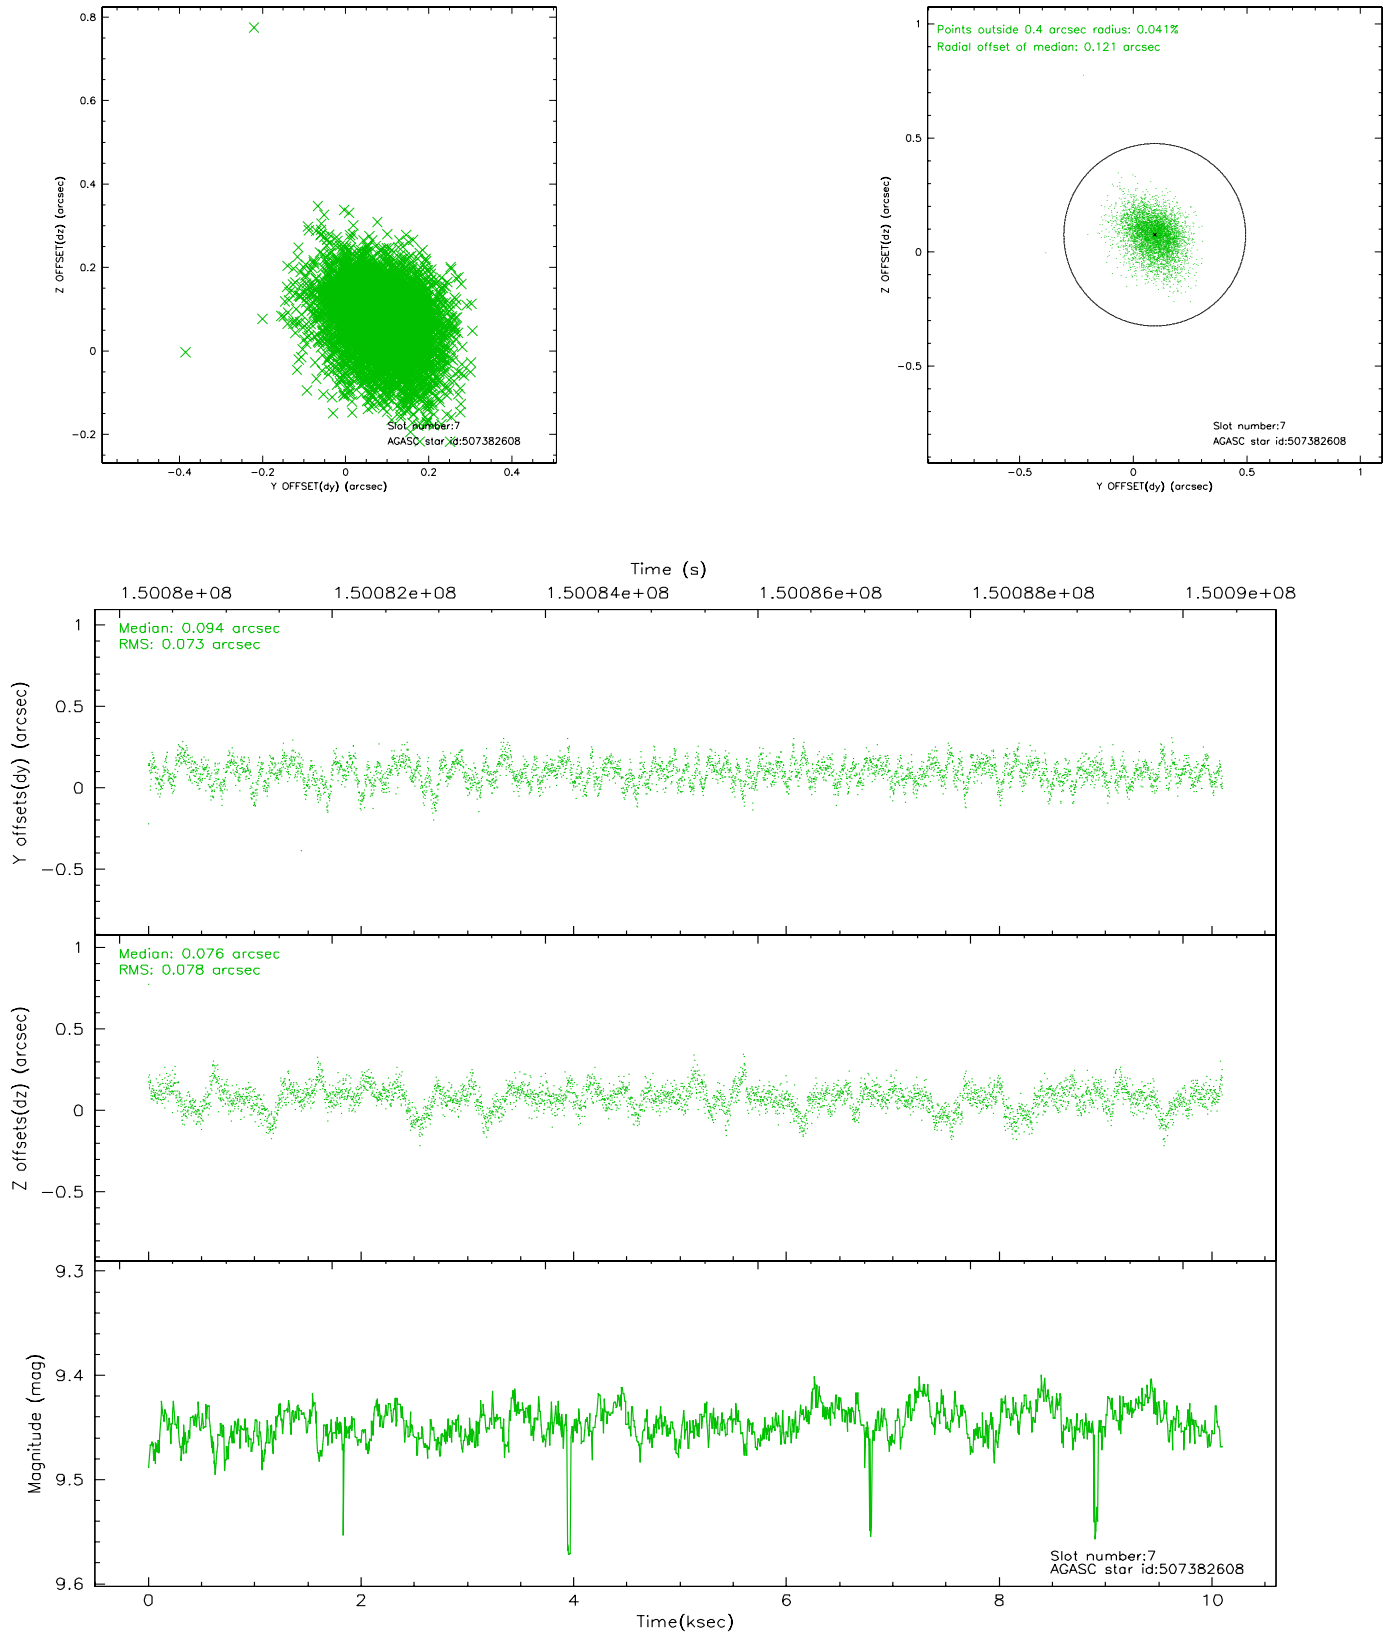 0.8
0.6
0.4
0.2
0
−0.2
−0.4 −0.2 0 0.2 0.4
Z OFFSET(dz) (arcsec)
Y OFFSET(dy) (arcsec)
Slot number:7
AGASC star id:507382608
Points outside 0.4 arcsec radius: 0.041%
Radial offset of median: 0.121 arcsec
1
0.5
0
−0.5
−0.5 0 0.5 1
Z OFFSET(dz) (arcsec)
Y OFFSET(dy) (arcsec)
Slot number:7
AGASC star id:507382608
Time (s)
1.5008e+08 1.50082e+08 1.50084e+08 1.50086e+08 1.50088e+08 1.5009e+08
Median: 0.094 arcsec
RMS: 0.073 arcsec
1
0.5
0
−0.5
Y offsets(dy) (arcsec)
Median: 0.076 arcsec
RMS: 0.078 arcsec
1
0.5
0
−0.5
Z offsets(dz) (arcsec)
9.3
9.4
9.5
9.6
Magnitude (mag)
Slot number:7
AGASC star id:507382608
0 2 4 6 8 10
Time(ksec)